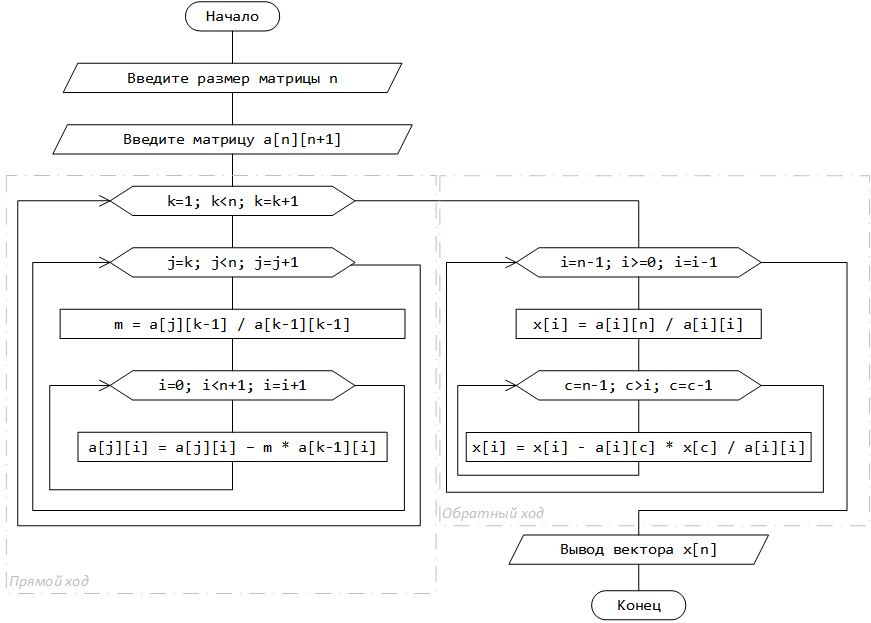 Начало
Введите размер матрицы n
Введите матрицу a[n][n+1]
k=1; k<n; k=k+1
j=k; j<n; j=j+1
m = a[j][k-1] / a[k-1][k-1]
i=0; i<n+1; i=i+1
a[j][i] = a[j][i] – m * a[k-1][i]
Прямой ход
i=n-1; i>=0; i=i-1
x[i] = a[i][n] / a[i][i]
c=n-1; c>i; c=c-1
x[i] = x[i] - a[i][c] * x[c] / a[i][i]
Обратный ход
Вывод вектора x[n]
Конец